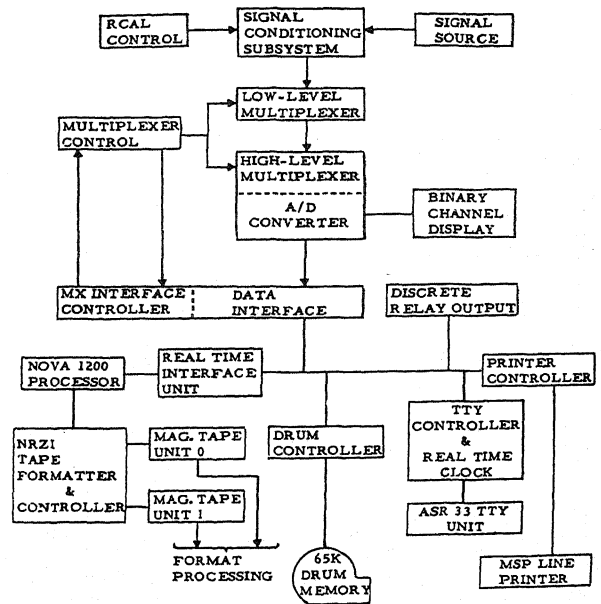 RCAL
CONTROL
SIGNAL
CONDITIONING
SUBSYSTEM
SIGNAL
SOURCE
LOW-LEVEL
MULTIPLEXER
MULTIPLEXER
CONTROL
HIGH-LEVEL
MULTIPLEXER
A/D
CONVERTER
BINARY
CHANNEL
DISPLAY
MX INTERFACE
CONTROLLER
DATA
INTERFACE
DISCRETE
RELAY OUTPUT
NOVA 1200
PROCESSOR
REAL TIME
INTERFACE
UNIT
PRINTER
CONTROLLER
NRZI
TAPE
FORMATTER
&
CONTROLLER
MAG. TAPE
UNIT 0
MAG. TAPE
UNIT 1
DRUM
CONTROLLER
TTY
CONTROLLER
&
REAL TIME
CLOCK
ASR 33 TTY
UNIT
FORMAT
PROCESSING
65K
DRUM
MEMORY
MSP LINE
PRINTER